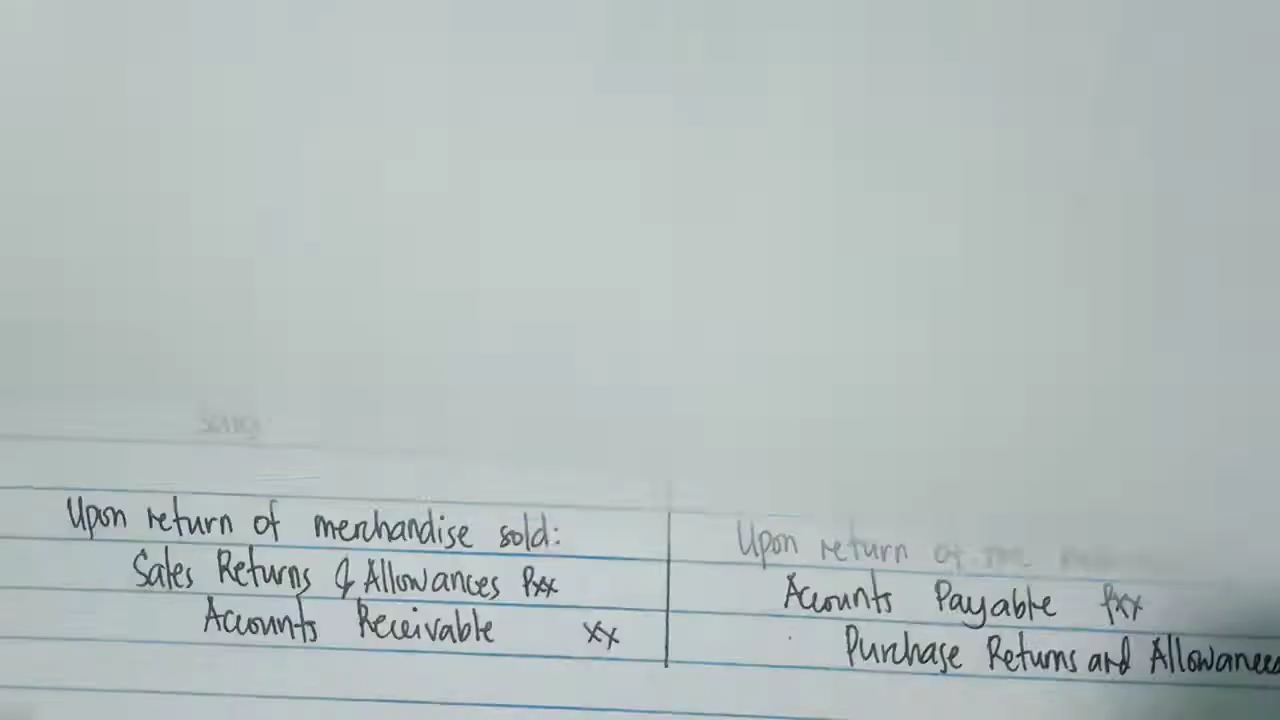 Upon return of merchandise sold:
Sales Returns & Allowances Pxx
Accounts Receivable xx
Upon return of
Accounts Payable Pxx
Purchase Returns and Allowances